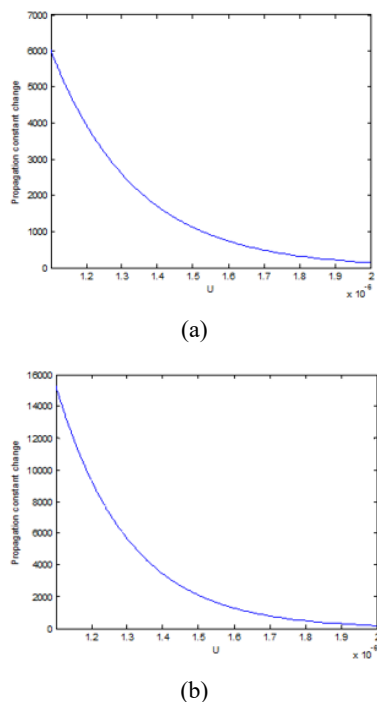 7000
6000
5000
4000
3000
2000
1000
0
Propagation constant change
1.2 1.3 1.4 1.5 1.6 1.7 1.8 1.9 2
U
x 10⁻⁶
(a)
16000
14000
12000
10000
8000
6000
4000
2000
0
Propagation constant change
1.2 1.3 1.4 1.5 1.6 1.7 1.8 1.9 2
U
x 10⁻⁶
(b)